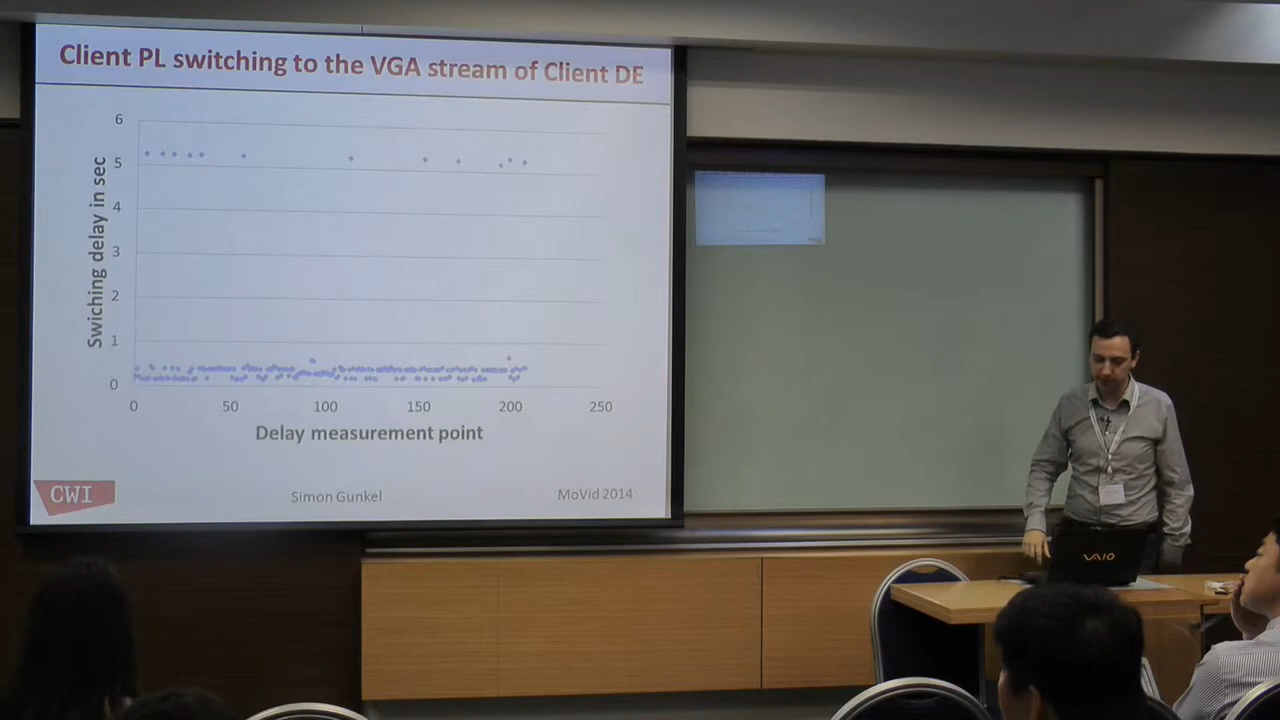 Client PL switching to the VGA stream of Client DE
6
5
4
3
2
1
0
Swiching delay in sec
0 50 100 150 200 250
Delay measurement point
CWI
Simon Gunkel
MoVid 2014
VAIO